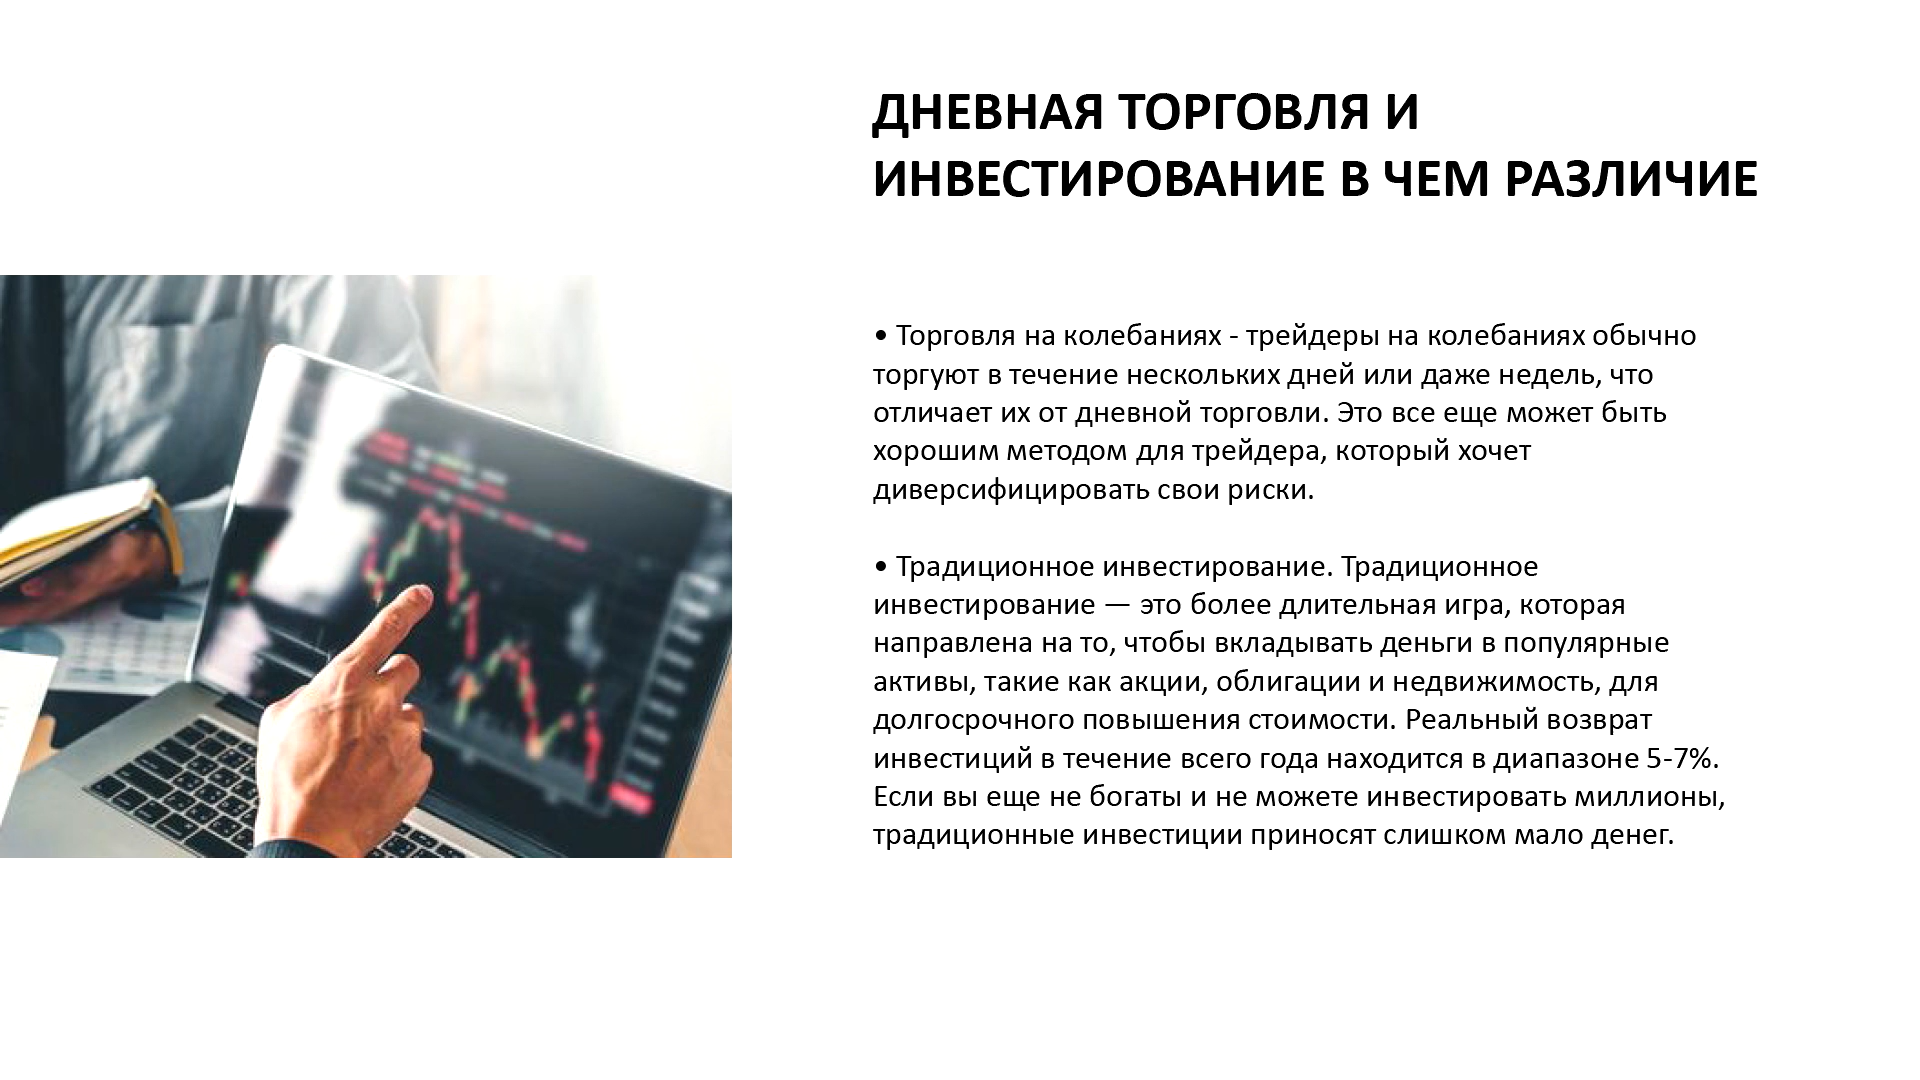 ДНЕВНАЯ ТОРГОВЛЯ И
ИНВЕСТИРОВАНИЕ В ЧЕМ РАЗЛИЧИЕ
• Торговля на колебаниях - трейдеры на колебаниях обычно
торгуют в течение нескольких дней или даже недель, что
отличает их от дневной торговли. Это все еще может быть
хорошим методом для трейдера, который хочет
диверсифицировать свои риски.
• Традиционное инвестирование. Традиционное
инвестирование — это более длительная игра, которая
направлена на то, чтобы вкладывать деньги в популярные
активы, такие как акции, облигации и недвижимость, для
долгосрочного повышения стоимости. Реальный возврат
инвестиций в течение всего года находится в диапазоне 5-7%.
Если вы еще не богаты и не можете инвестировать миллионы,
традиционные инвестиции приносят слишком мало денег.